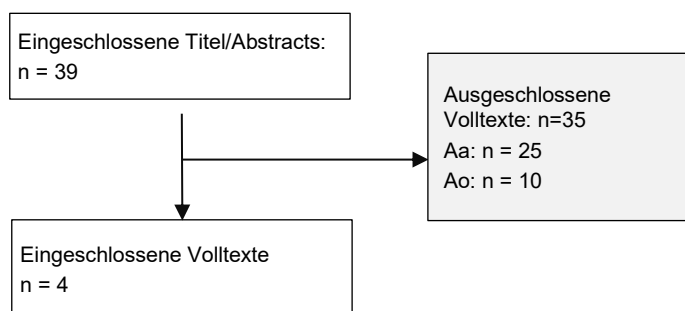 Eingeschlossene Titel/Abstracts:
n = 39
Ausgeschlossene
Volltexte: n=35
Aa: n = 25
Ao: n = 10
Eingeschlossene Volltexte
n = 4